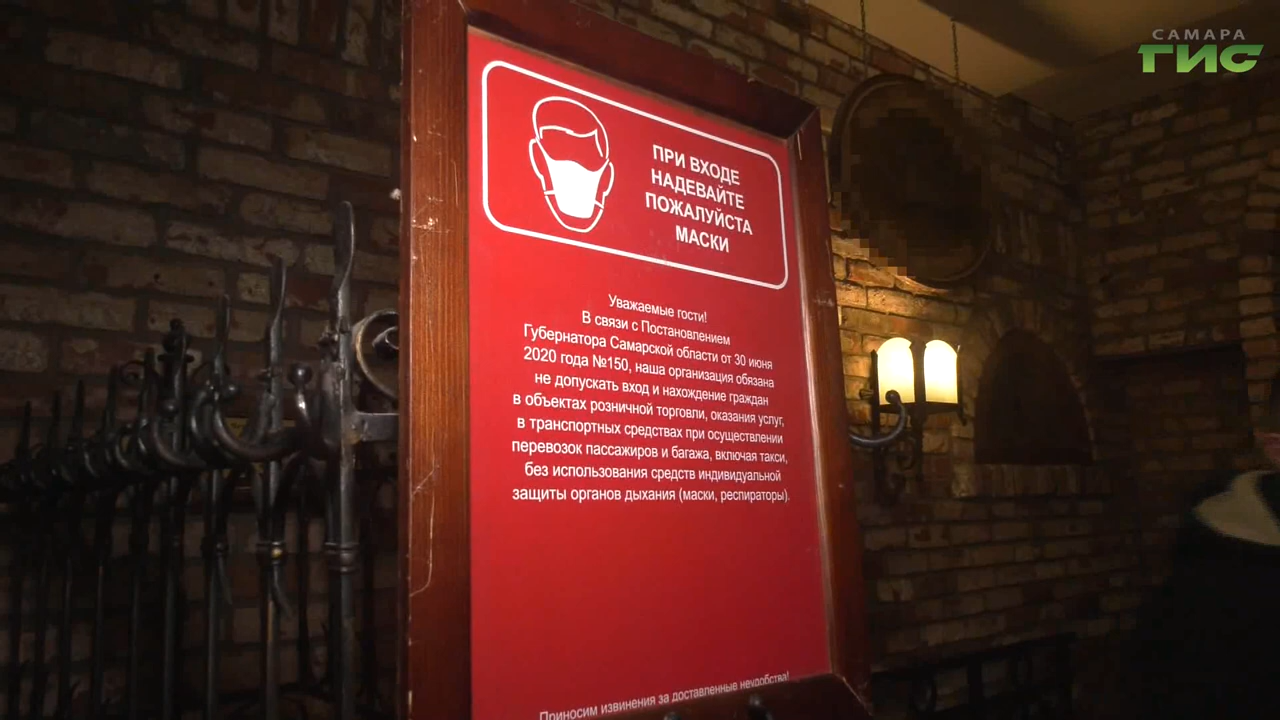 САМАРА
ГИС
ПРИ ВХОДЕ
НАДЕВАЙТЕ
ПОЖАЛУЙСТА
МАСКИ
Уважаемые гости!
В связи с Постановлением
Губернатора Самарской области от 30 июня
2020 года №150, наша организация обязана
не допускать вход и нахождение граждан
в объектах розничной торговли, оказания услуг,
в транспортных средствах при осуществлении
перевозок пассажиров и багажа, включая такси,
без использования средств индивидуальной
защиты органов дыхания (маски, респираторы).
Приносим извинения за доставленные неудобства!